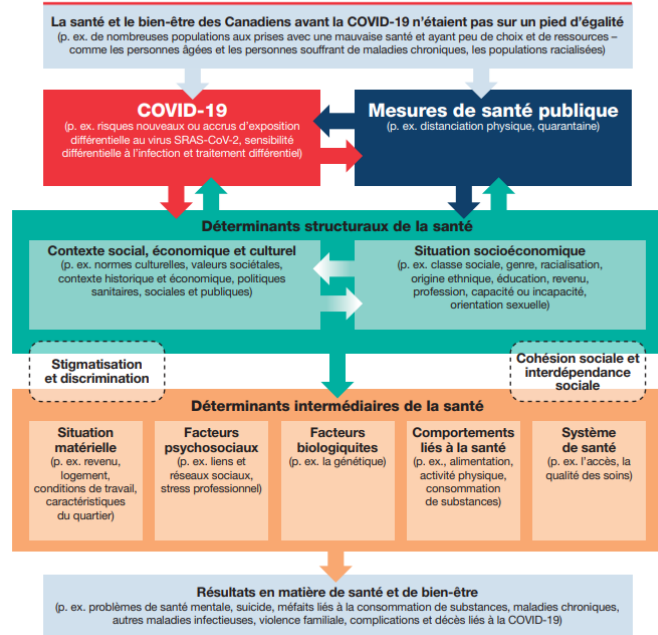 La santé et le bien-être des Canadiens avant la COVID-19 n'étaient pas sur un pied d'égalité
(p. ex. de nombreuses populations aux prises avec une mauvaise santé et ayant peu de choix et de ressources –
comme les personnes âgées et les personnes souffrant de maladies chroniques, les populations racialisées)
COVID-19
(p. ex. risques nouveaux ou accrus d'exposition
différentielle au virus SRAS-CoV-2, sensibilité
différentielle à l'infection et traitement différentiel)
Mesures de santé publique
(p. ex. distanciation physique, quarantaine)
Déterminants structuraux de la santé
Contexte social, économique et culturel
(p. ex. normes culturelles, valeurs sociétales,
contexte historique et économique, politiques
sanitaires, sociales et publiques)
Situation socioéconomique
(p. ex. classe sociale, genre, racialisation,
origine ethnique, éducation, revenu,
profession, capacité ou incapacité,
orientation sexuelle)
Stigmatisation
et discrimination
Cohésion sociale et
interdépendance
sociale
Déterminants intermédiaires de la santé
Situation
matérielle
(p. ex. revenu,
logement,
conditions de travail,
caractéristiques
du quartier)
Facteurs
psychosociaux
(p. ex. liens et
réseaux sociaux,
stress professionnel)
Facteurs
biologiquites
(p. ex. la génétique)
Comportements
liés à la santé
(p. ex., alimentation,
activité physique,
consommation
de substances)
Système
de santé
(p. ex. l'accès, la
qualité des soins)
Résultats en matière de santé et de bien-être
(p. ex. problèmes de santé mentale, suicide, méfaits liés à la consommation de substances, maladies chroniques,
autres maladies infectieuses, violence familiale, complications et décès liés à la COVID-19)